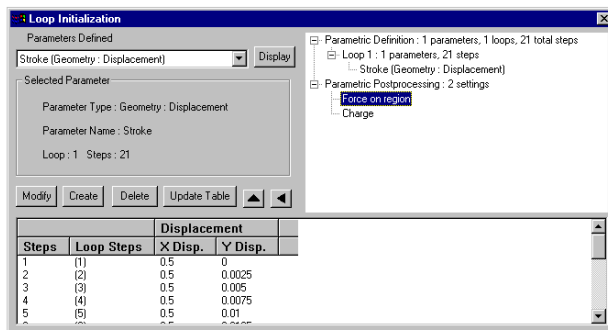 Loop Initialization
Parameters Defined
Stroke (Geometry : Displacement)
Display
Selected Parameter
Parameter Type : Geometry : Displacement
Parameter Name : Stroke
Loop : 1 Steps : 21
Modify Create Delete Update Table
Parametric Definition : 1 parameters, 1 loops, 21 total steps
Loop 1 : 1 parameters, 21 steps
Stroke (Geometry : Displacement)
Parametric Postprocessing : 2 settings
Force on region
Charge
Displacement
Steps Loop Steps X Disp. Y Disp.
1 (1) 0.5 0
2 (2) 0.5 0.0025
3 (3) 0.5 0.005
4 (4) 0.5 0.0075
5 (5) 0.5 0.01